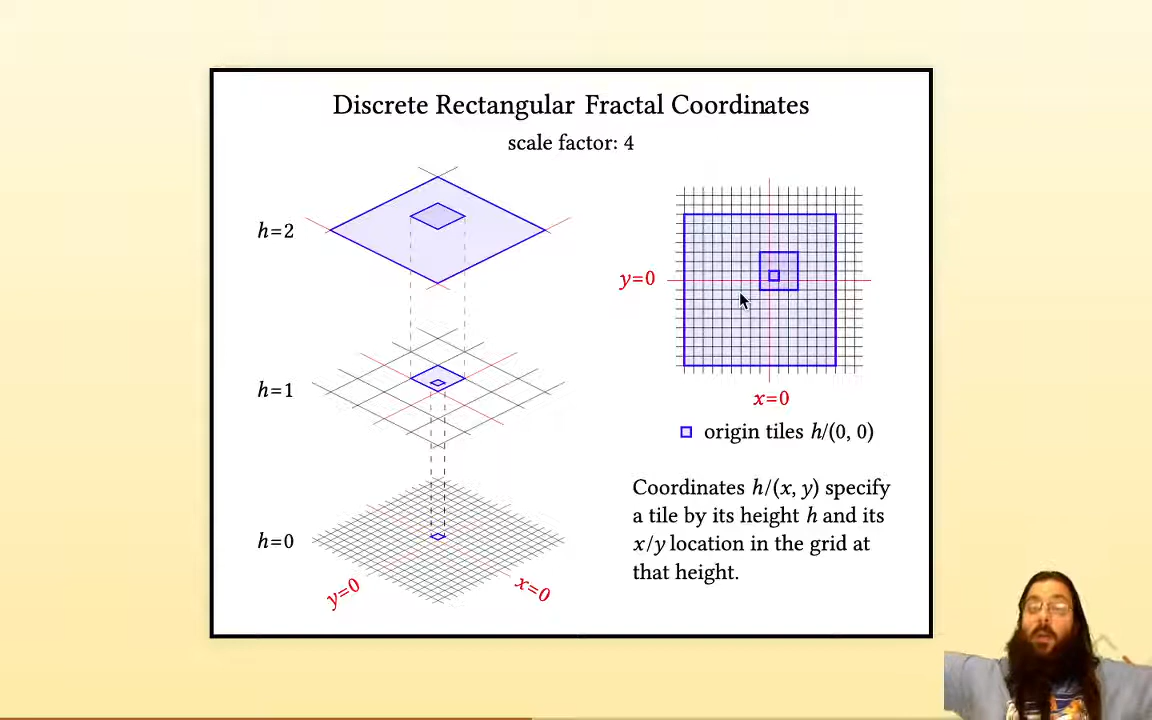 Discrete Rectangular Fractal Coordinates
scale factor: 4
h=2
h=1
h=0
y=0
x=0
y=0
x=0
origin tiles h/(0, 0)
Coordinates h/(x, y) specify
a tile by its height h and its
x/y location in the grid at
that height.